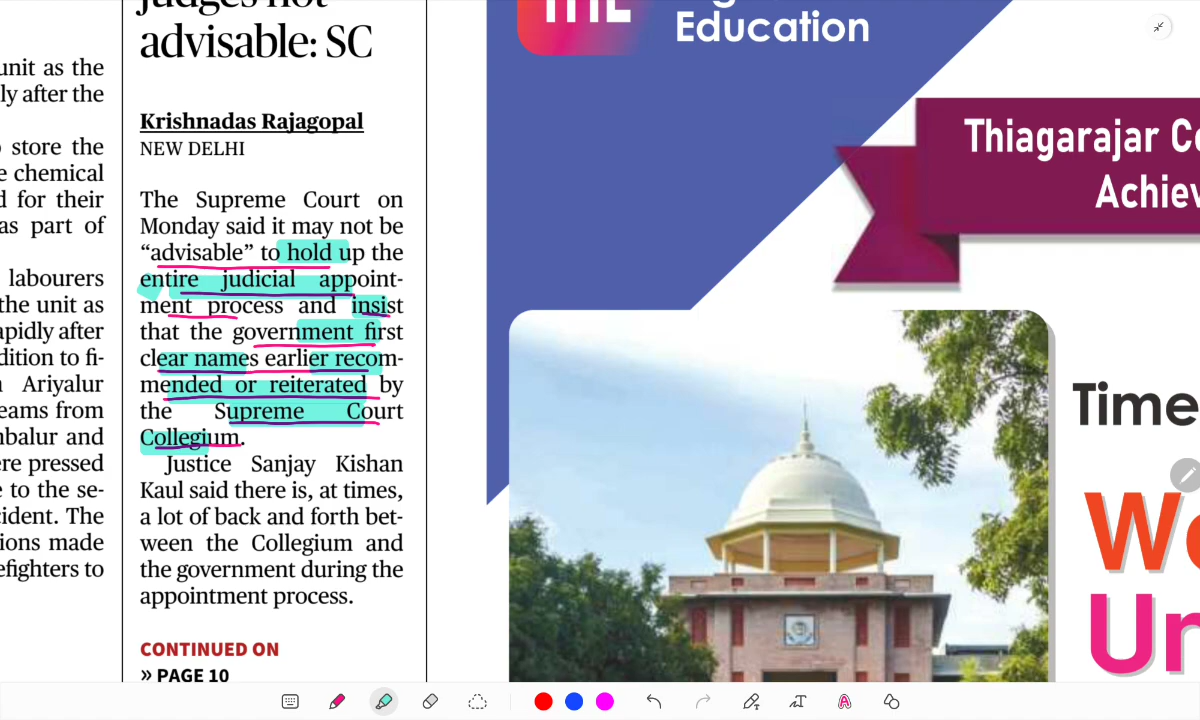 judges not
advisable: SC
Krishnadas Rajagopal
NEW DELHI
The Supreme Court on
Monday said it may not be
“advisable” to hold up the
entire judicial appoint-
ment process and insist
that the government first
clear names earlier recom-
mended or reiterated by
the Supreme Court
Collegium.
Justice Sanjay Kishan
Kaul said there is, at times,
a lot of back and forth bet-
ween the Collegium and
the government during the
appointment process.
CONTINUED ON
» PAGE 10
unit as the
ly after the
store the
chemical
for their
as part of
labourers
the unit as
apidly after
dition to fi-
Ariyalur
eams from
mbalur and
ere pressed
to the se-
cident. The
tions made
efighters to
THE
Education
Thiagarajar Co
Achiev
Time
We
Un